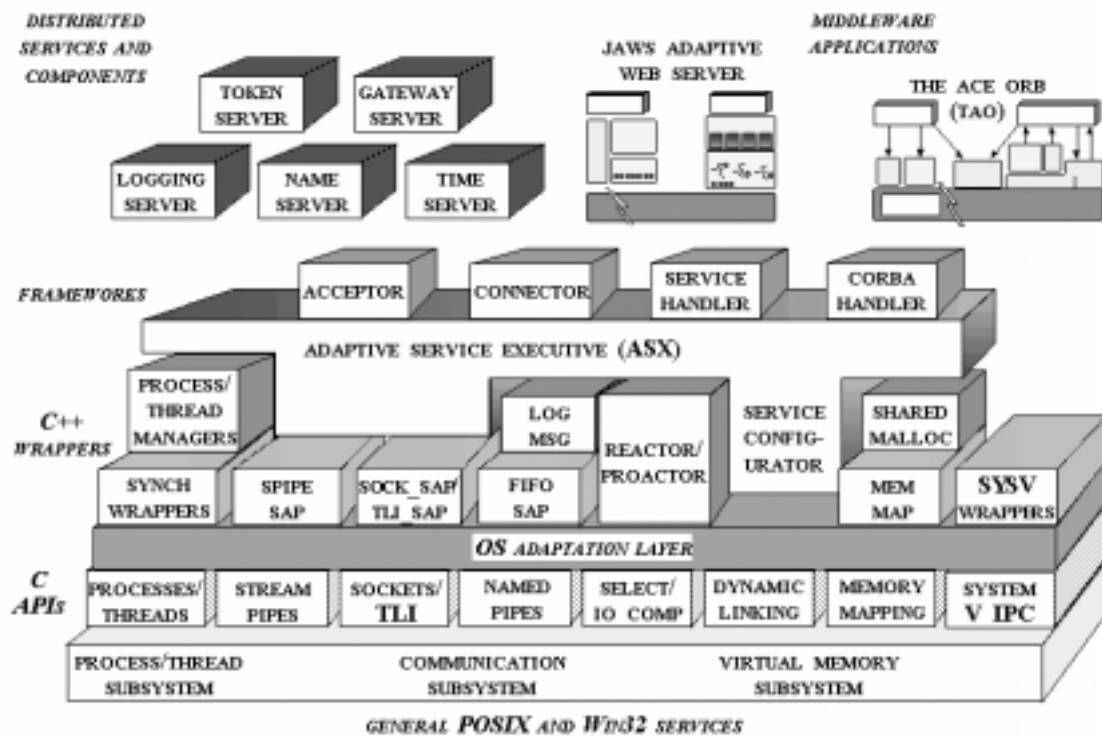 DISTRIBUTED
SERVICES AND
COMPONENTS
MIDDLEWARE
APPLICATIONS
JAWS ADAPTIVE
WEB SERVER
THE ACE ORB
(TAO)
TOKEN
SERVER
GATEWAY
SERVER
LOGGING
SERVER
NAME
SERVER
TIME
SERVER
FRAMEWORKS
ACCEPTOR
CONNECTOR
SERVICE
HANDLER
CORBA
HANDLER
ADAPTIVE SERVICE EXECUTIVE (ASX)
C++
WRAPPERS
PROCESS/
THREAD
MANAGERS
LOG
MSG
REACTOR/
PROACTOR
SERVICE
CONFIG-
URATOR
SHARED
MALLOC
SYNCH
WRAPPERS
SPIPE
SAP
SOCK_SAP/
TLI_SAP
FIFO
SAP
MEM
MAP
SYSV
WRAPPERS
OS ADAPTATION LAYER
C
APIs
PROCESSES/
THREADS
STREAM
PIPES
SOCKETS/
TLI
NAMED
PIPES
SELECT/
IO COMP
DYNAMIC
LINKING
MEMORY
MAPPING
SYSTEM
V IPC
PROCESS/THREAD
SUBSYSTEM
COMMUNICATION
SUBSYSTEM
VIRTUAL MEMORY
SUBSYSTEM
GENERAL POSIX AND WIN32 SERVICES